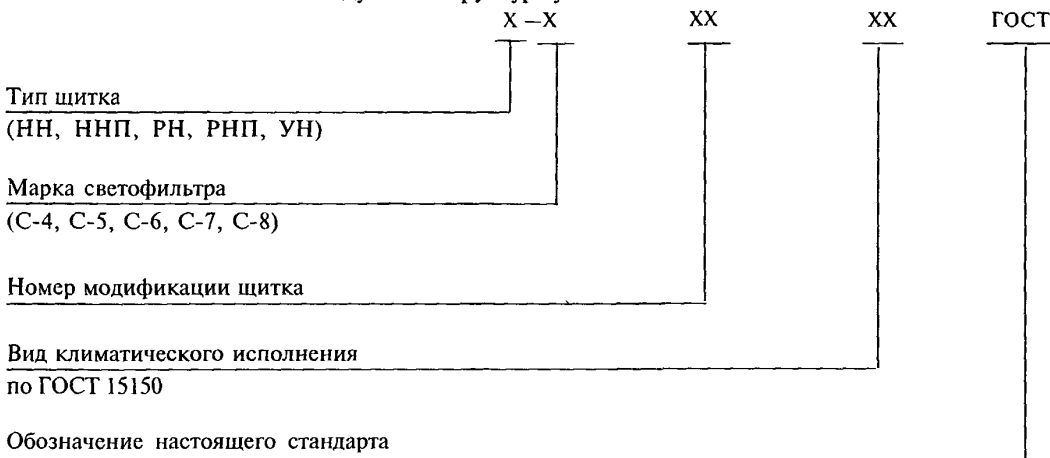 Х –Х ХХ ХХ ГОСТ
Тип щитка
(НН, ННП, РН, РНП, УН)
Марка светофильтра
(С-4, С-5, С-6, С-7, С-8)
Номер модификации щитка
Вид климатического исполнения
по ГОСТ 15150
Обозначение настоящего стандарта